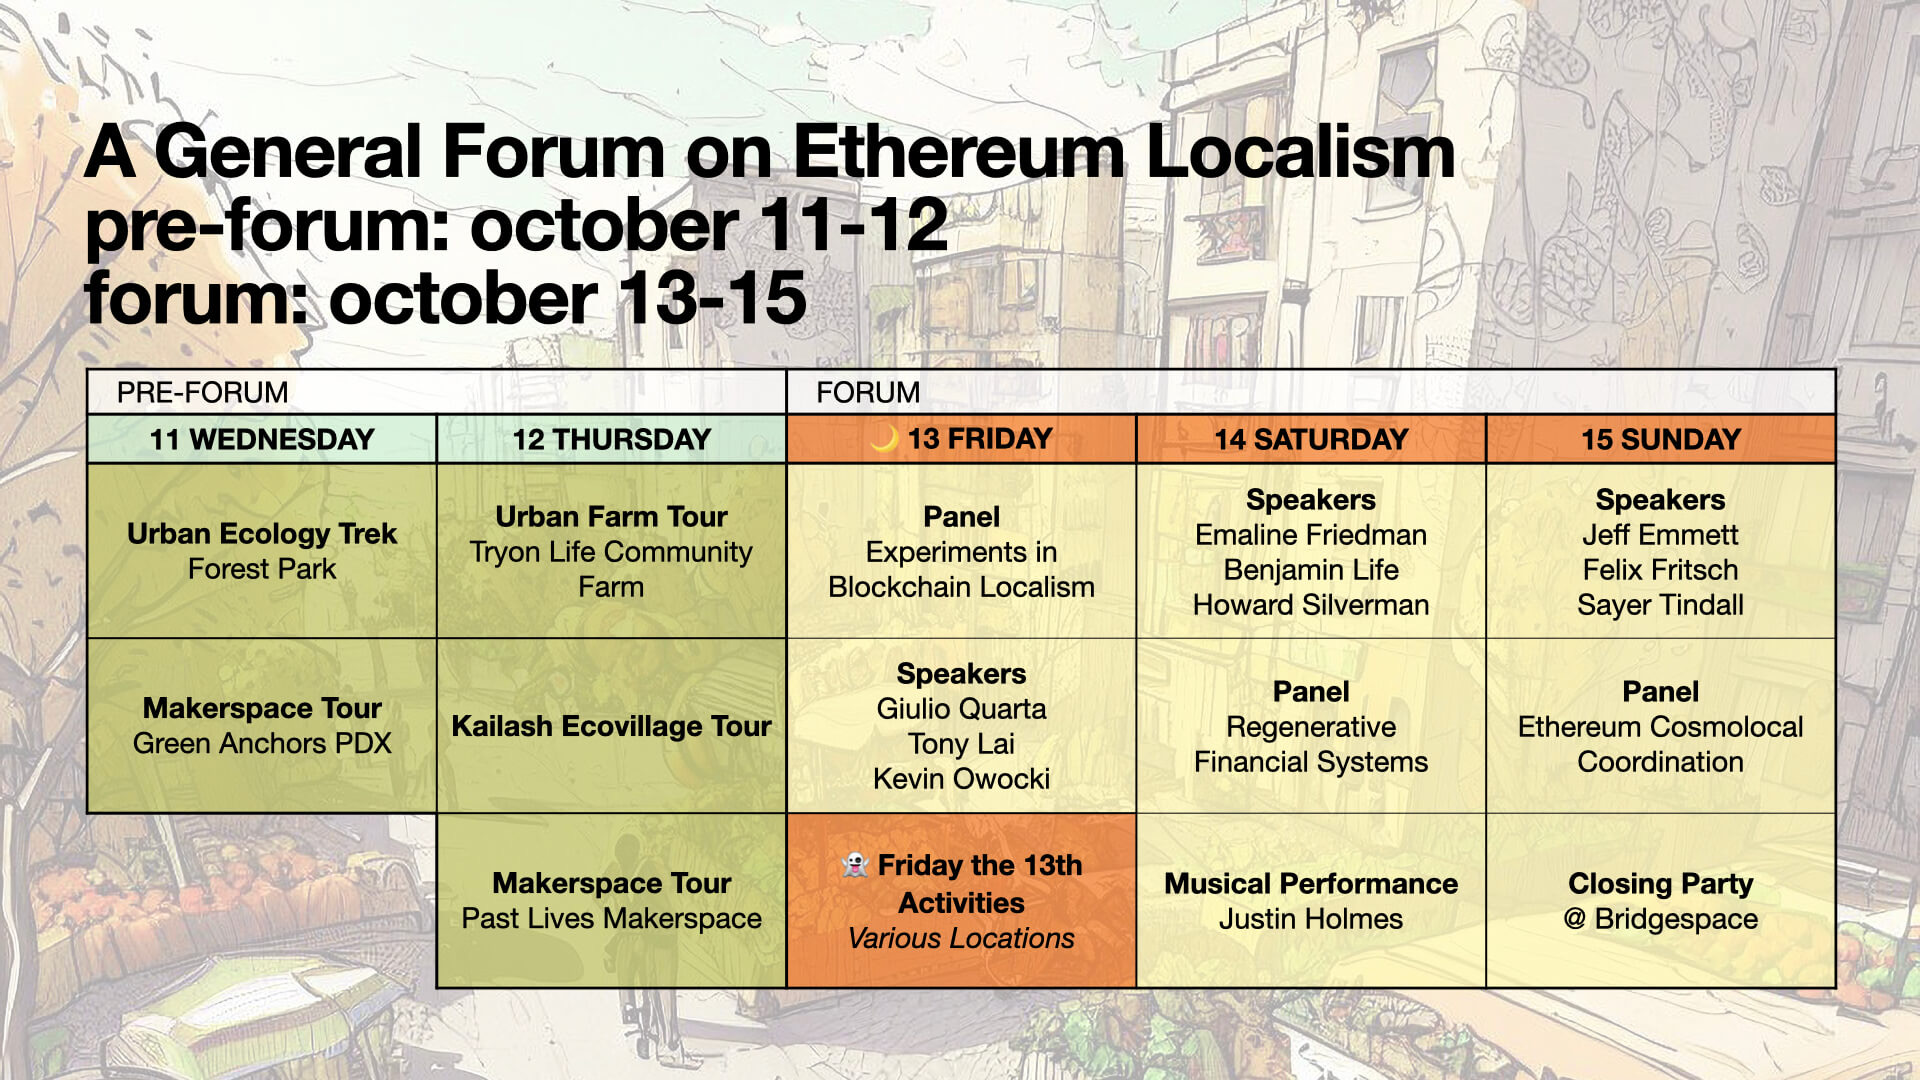 A General Forum on Ethereum Localism
pre-forum: october 11-12
forum: october 13-15
PRE-FORUM
FORUM
11 WEDNESDAY
12 THURSDAY
🌙 13 FRIDAY
14 SATURDAY
15 SUNDAY
Urban Ecology Trek
Forest Park
Urban Farm Tour
Tryon Life Community
Farm
Panel
Experiments in
Blockchain Localism
Speakers
Emaline Friedman
Benjamin Life
Howard Silverman
Speakers
Jeff Emmett
Felix Fritsch
Sayer Tindall
Makerspace Tour
Green Anchors PDX
Kailash Ecovillage Tour
Speakers
Giulio Quarta
Tony Lai
Kevin Owocki
Panel
Regenerative
Financial Systems
Panel
Ethereum Cosmolocal
Coordination
Makerspace Tour
Past Lives Makerspace
👻 Friday the 13th
Activities
Various Locations
Musical Performance
Justin Holmes
Closing Party
@ Bridgespace